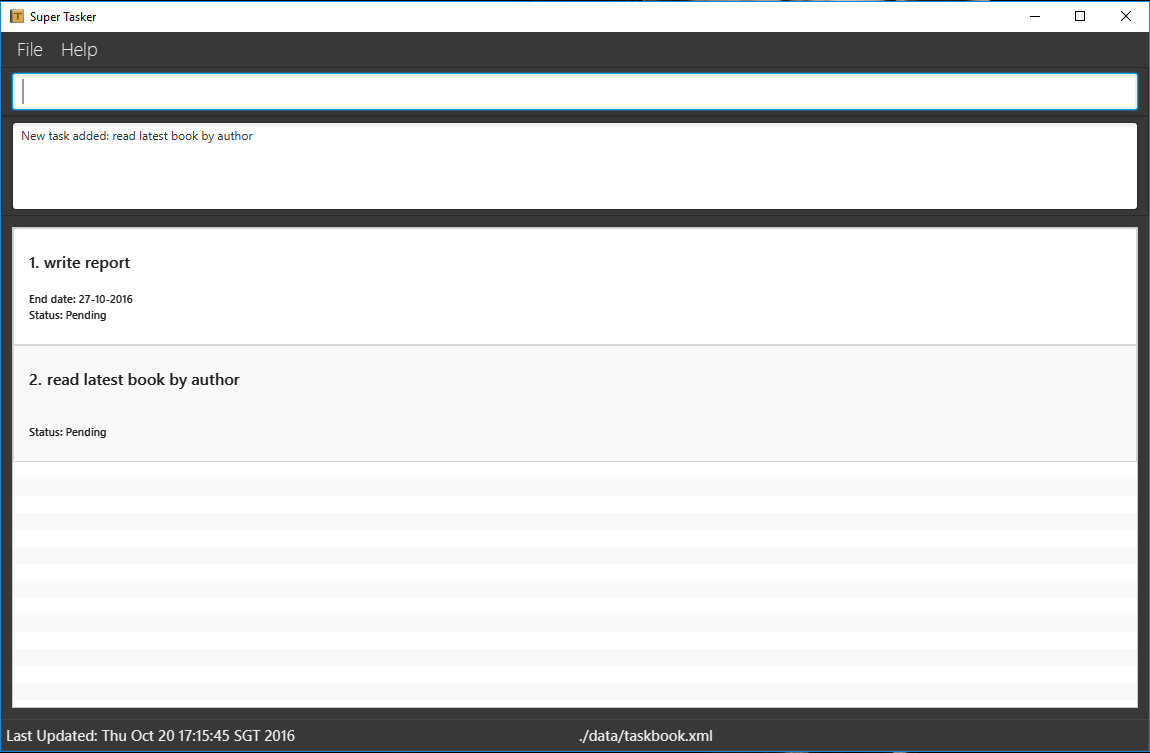 Super Tasker
File Help
New task added: read latest book by author
1. write report
End date: 27-10-2016
Status: Pending
2. read latest book by author
Status: Pending
Last Updated: Thu Oct 20 17:15:45 SGT 2016 ./data/taskbook.xml